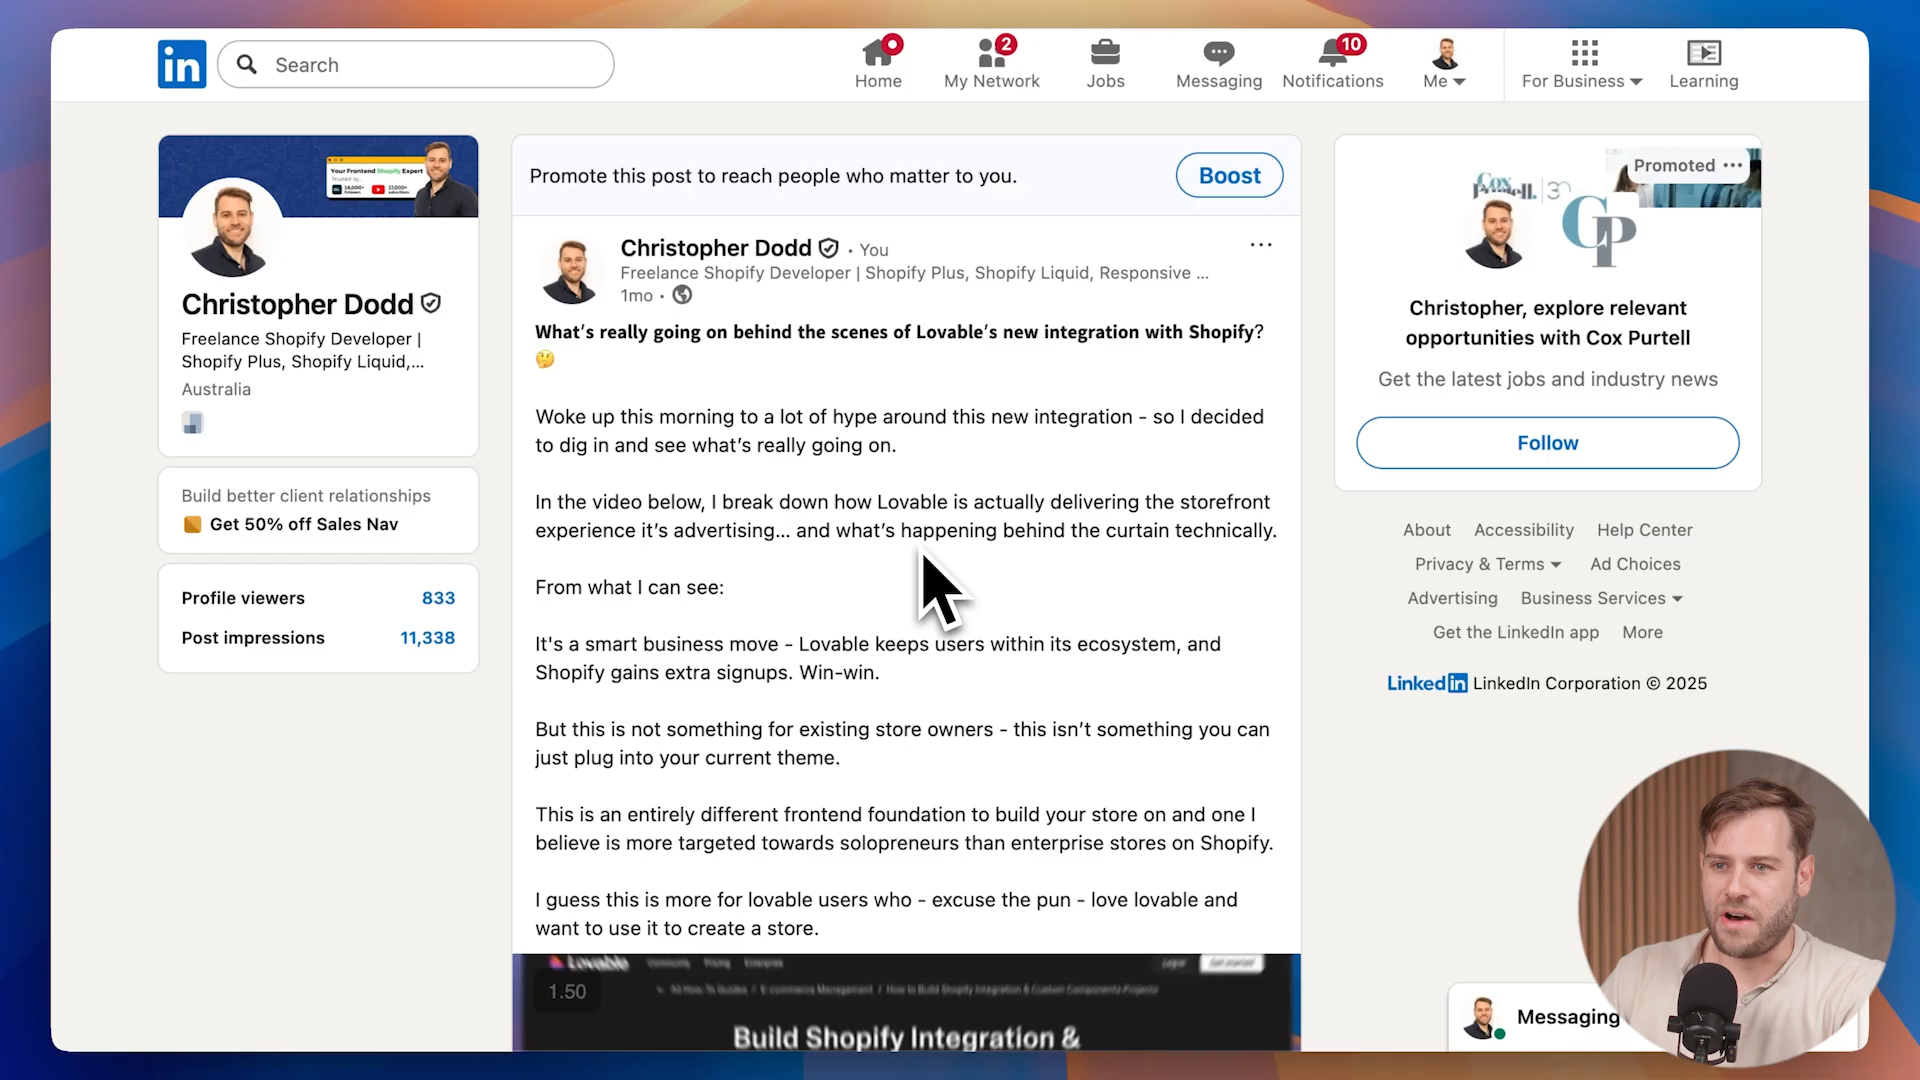 in
Search
Home
2
My Network
Jobs
Messaging
10
Notifications
Me
For Business
Learning
Your Frontend Shopify Expert
Trusted by...
Christopher Dodd
Freelance Shopify Developer |
Shopify Plus, Shopify Liquid,...
Australia
Build better client relationships
Get 50% off Sales Nav
Profile viewers 833
Post impressions 11,338
Promote this post to reach people who matter to you.
Boost
Christopher Dodd • You
Freelance Shopify Developer | Shopify Plus, Shopify Liquid, Responsive ...
1mo •
What's really going on behind the scenes of Lovable's new integration with Shopify?
🤔
Woke up this morning to a lot of hype around this new integration - so I decided
to dig in and see what's really going on.
In the video below, I break down how Lovable is actually delivering the storefront
experience it's advertising... and what's happening behind the curtain technically.
From what I can see:
It's a smart business move - Lovable keeps users within its ecosystem, and
Shopify gains extra signups. Win-win.
But this is not something for existing store owners - this isn't something you can
just plug into your current theme.
This is an entirely different frontend foundation to build your store on and one I
believe is more targeted towards solopreneurs than enterprise stores on Shopify.
I guess this is more for lovable users who - excuse the pun - love lovable and
want to use it to create a store.
Lovable
1.50
Build Shopify Integration &
Promoted
Cox Purtell. 30
CP
Christopher, explore relevant
opportunities with Cox Purtell
Get the latest jobs and industry news
Follow
About Accessibility Help Center
Privacy & Terms Ad Choices
Advertising Business Services
Get the LinkedIn app More
LinkedIn LinkedIn Corporation © 2025
Messaging